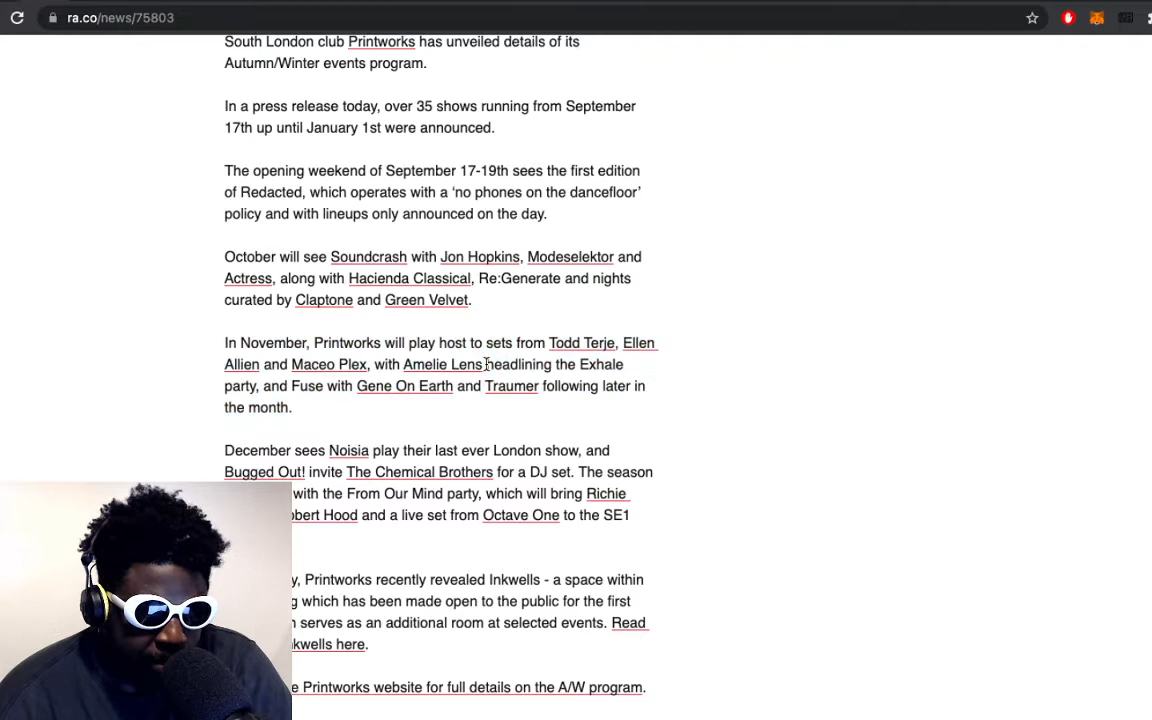 ra.co/news/75803
South London club Printworks has unveiled details of its
Autumn/Winter events program.
In a press release today, over 35 shows running from September
17th up until January 1st were announced.
The opening weekend of September 17-19th sees the first edition
of Redacted, which operates with a ‘no phones on the dancefloor’
policy and with lineups only announced on the day.
October will see Soundcrash with Jon Hopkins, Modeselektor and
Actress, along with Hacienda Classical, Re:Generate and nights
curated by Claptone and Green Velvet.
In November, Printworks will play host to sets from Todd Terje, Ellen
Allien and Maceo Plex, with Amelie Lens headlining the Exhale
party, and Fuse with Gene On Earth and Traumer following later in
the month.
December sees Noisia play their last ever London show, and
Bugged Out! invite The Chemical Brothers for a DJ set. The season
with the From Our Mind party, which will bring Richie
Hood and a live set from Octave One to the SE1
Printworks recently revealed Inkwells - a space within
which has been made open to the public for the first
serves as an additional room at selected events. Read
here.
Printworks website for full details on the A/W program.